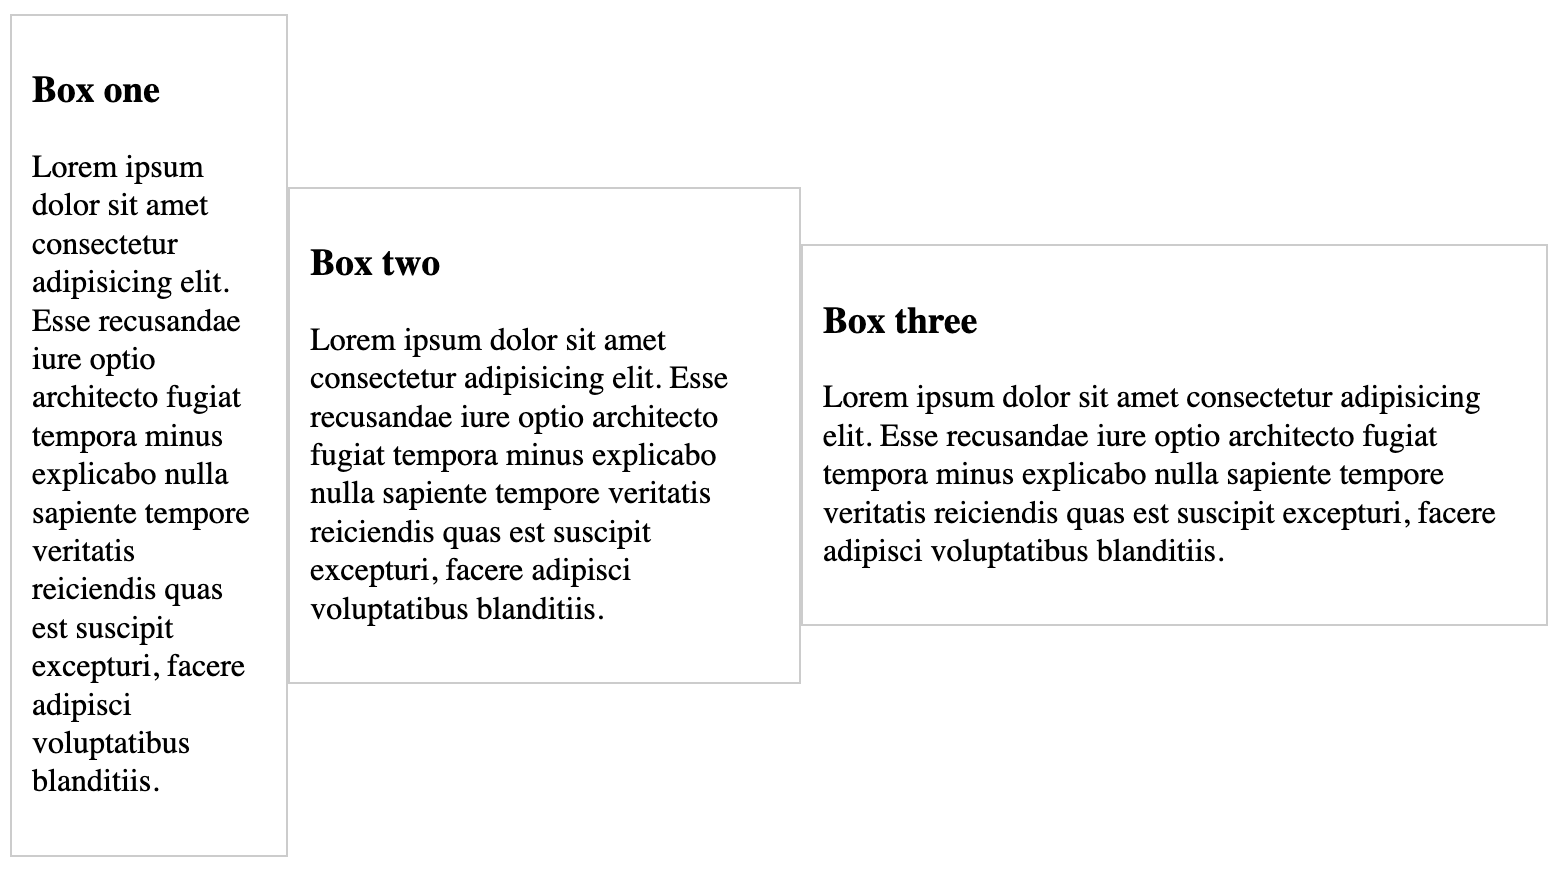 Box one
Lorem ipsum
dolor sit amet
consectetur
adipisicing elit.
Esse recusandae
iure optio
architecto fugiat
tempora minus
explicabo nulla
sapiente tempore
veritatis
reiciendis quas
est suscipit
excepturi, facere
adipisci
voluptatibus
blanditiis.
Box two
Lorem ipsum dolor sit amet
consectetur adipisicing elit. Esse
recusandae iure optio architecto
fugiat tempora minus explicabo
nulla sapiente tempore veritatis
reiciendis quas est suscipit
excepturi, facere adipisci
voluptatibus blanditiis.
Box three
Lorem ipsum dolor sit amet consectetur adipisicing
elit. Esse recusandae iure optio architecto fugiat
tempora minus explicabo nulla sapiente tempore
veritatis reiciendis quas est suscipit excepturi, facere
adipisci voluptatibus blanditiis.